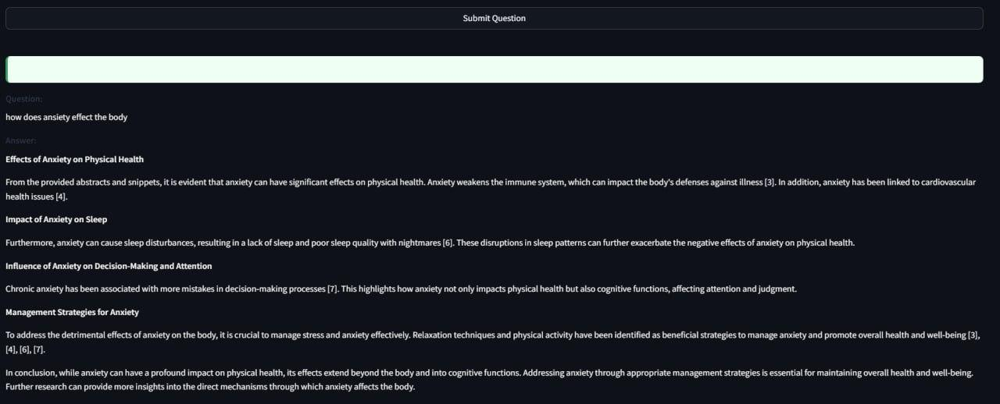 Submit Question
Question:
how does ansiety effect the body
Answer:
Effects of Anxiety on Physical Health
From the provided abstracts and snippets, it is evident that anxiety can have significant effects on physical health. Anxiety weakens the immune system, which can impact the body's defenses against illness [3]. In addition, anxiety has been linked to cardiovascular
health issues [4].
Impact of Anxiety on Sleep
Furthermore, anxiety can cause sleep disturbances, resulting in a lack of sleep and poor sleep quality with nightmares [6]. These disruptions in sleep patterns can further exacerbate the negative effects of anxiety on physical health.
Influence of Anxiety on Decision-Making and Attention
Chronic anxiety has been associated with more mistakes in decision-making processes [7]. This highlights how anxiety not only impacts physical health but also cognitive functions, affecting attention and judgment.
Management Strategies for Anxiety
To address the detrimental effects of anxiety on the body, it is crucial to manage stress and anxiety effectively. Relaxation techniques and physical activity have been identified as beneficial strategies to manage anxiety and promote overall health and well-being [3],
[4], [6], [7].
In conclusion, while anxiety can have a profound impact on physical health, its effects extend beyond the body and into cognitive functions. Addressing anxiety through appropriate management strategies is essential for maintaining overall health and well-being.
Further research can provide more insights into the direct mechanisms through which anxiety affects the body.